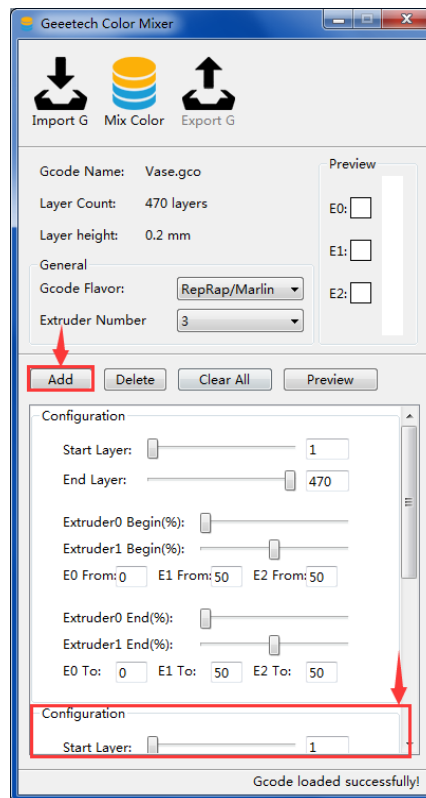 Geeetech Color Mixer
Import G Mix Color Export G
Gcode Name: Vase.gco
Layer Count: 470 layers
Layer height: 0.2 mm
Preview
E0:
E1:
E2:
General
Gcode Flavor: RepRap/Marlin
Extruder Number 3
Add Delete Clear All Preview
Configuration
Start Layer: 1
End Layer: 470
Extruder0 Begin(%):
Extruder1 Begin(%):
E0 From: 0 E1 From: 50 E2 From: 50
Extruder0 End(%):
Extruder1 End(%):
E0 To: 0 E1 To: 50 E2 To: 50
Configuration
Start Layer: 1
Gcode loaded successfully!